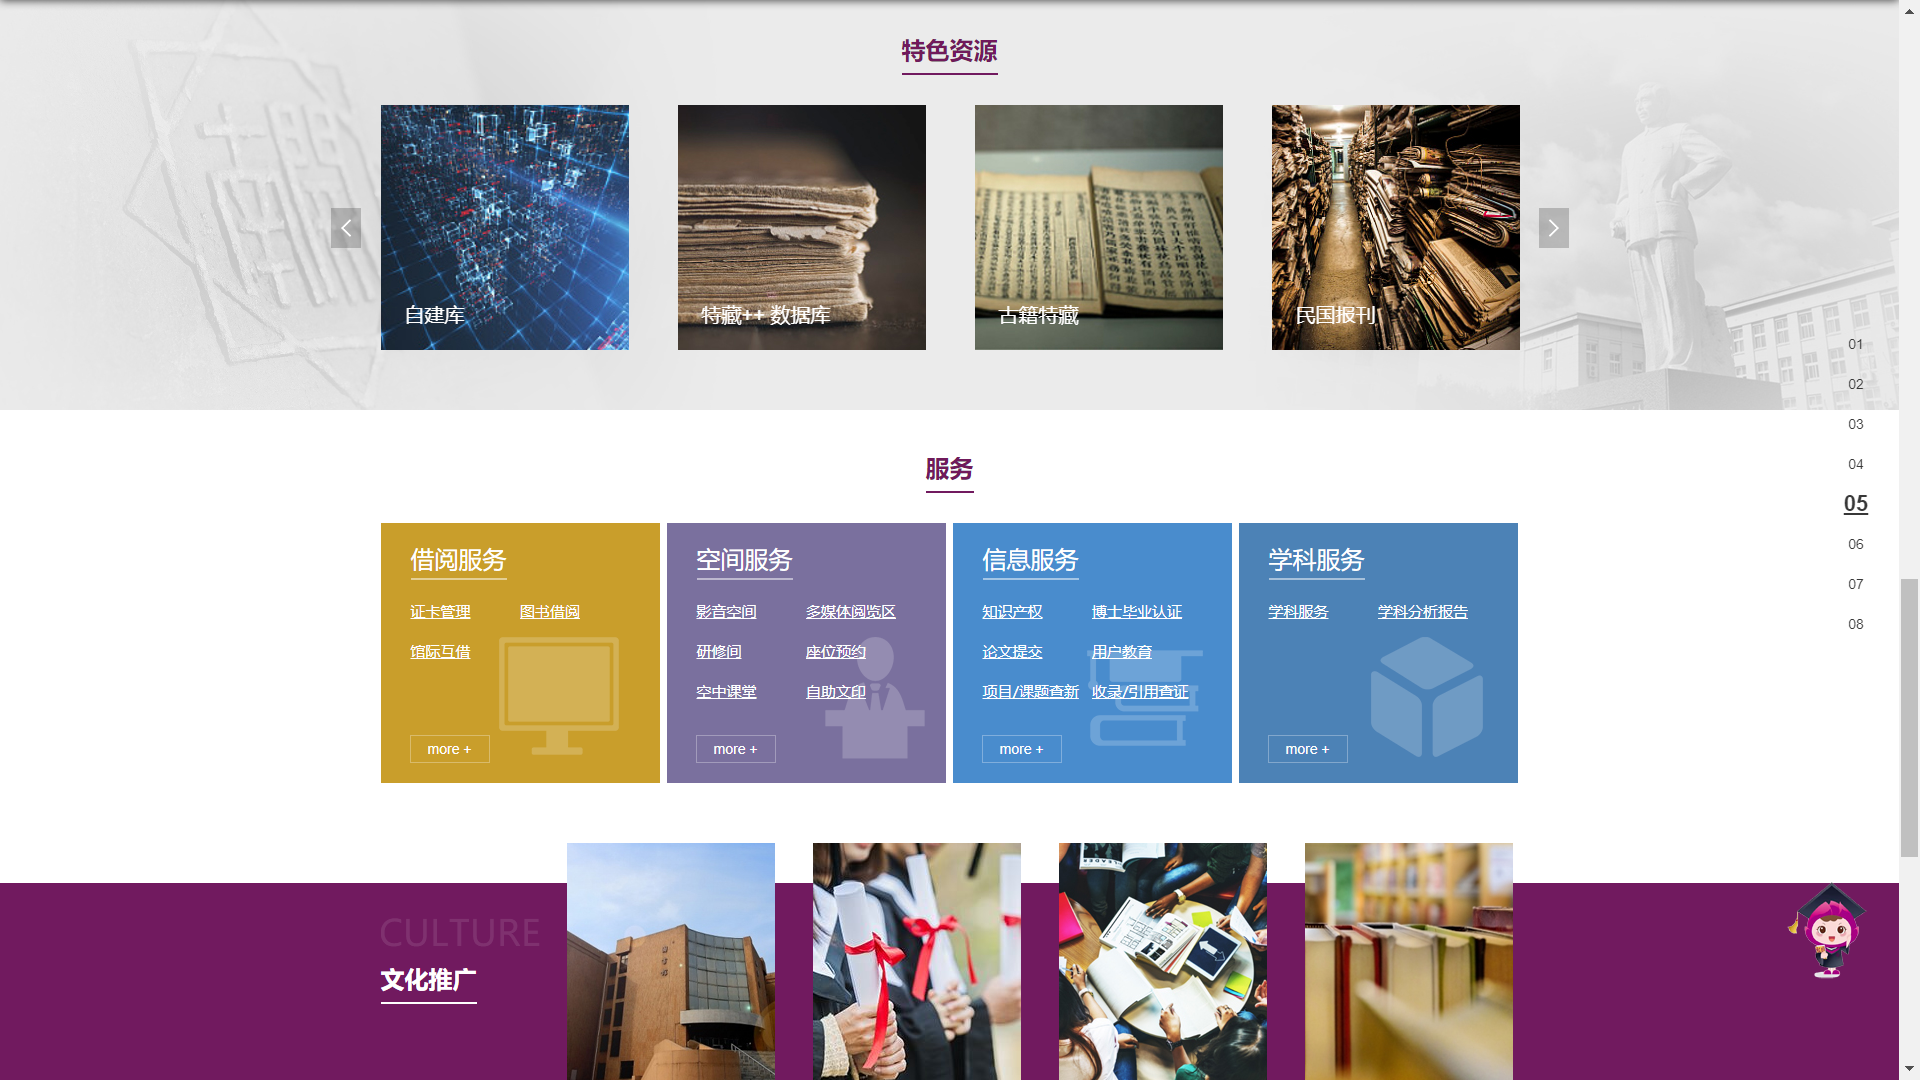 特色资源
自建库
特藏++ 数据库
古籍特藏
民国报刊
01
02
03
04
05
06
07
08
服务
借阅服务
证卡管理 图书借阅
馆际互借
more +
空间服务
影音空间 多媒体阅览区
研修间 座位预约
空中课堂 自助文印
more +
信息服务
知识产权 博士毕业认证
论文提交 用户教育
项目/课题查新 收录/引用查证
more +
学科服务
学科服务 学科分析报告
more +
CULTURE
文化推广